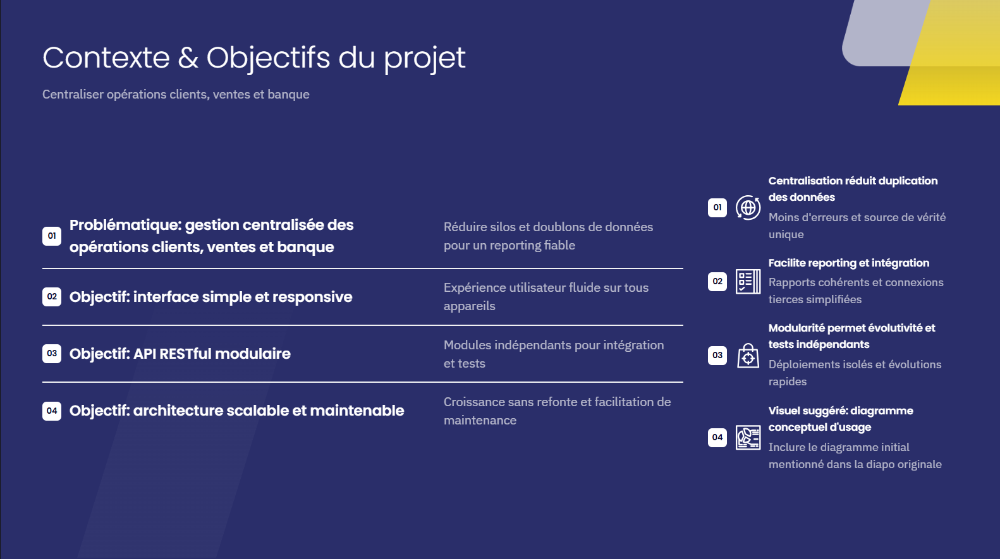 Contexte & Objectifs du projet
Centraliser opérations clients, ventes et banque
01
Problématique: gestion centralisée des
opérations clients, ventes et banque
Réduire silos et doublons de données
pour un reporting fiable
02
Objectif: interface simple et responsive
Expérience utilisateur fluide sur tous
appareils
03
Objectif: API RESTful modulaire
Modules indépendants pour intégration
et tests
04
Objectif: architecture scalable et maintenable
Croissance sans refonte et facilitation de
maintenance
01
Centralisation réduit duplication
des données
Moins d'erreurs et source de vérité
unique
02
Facilite reporting et intégration
Rapports cohérents et connexions
tierces simplifiées
03
Modularité permet évolutivité et
tests indépendants
Déploiements isolés et évolutions
rapides
04
Visuel suggéré: diagramme
conceptuel d'usage
Inclure le diagramme initial
mentionné dans la diapo originale